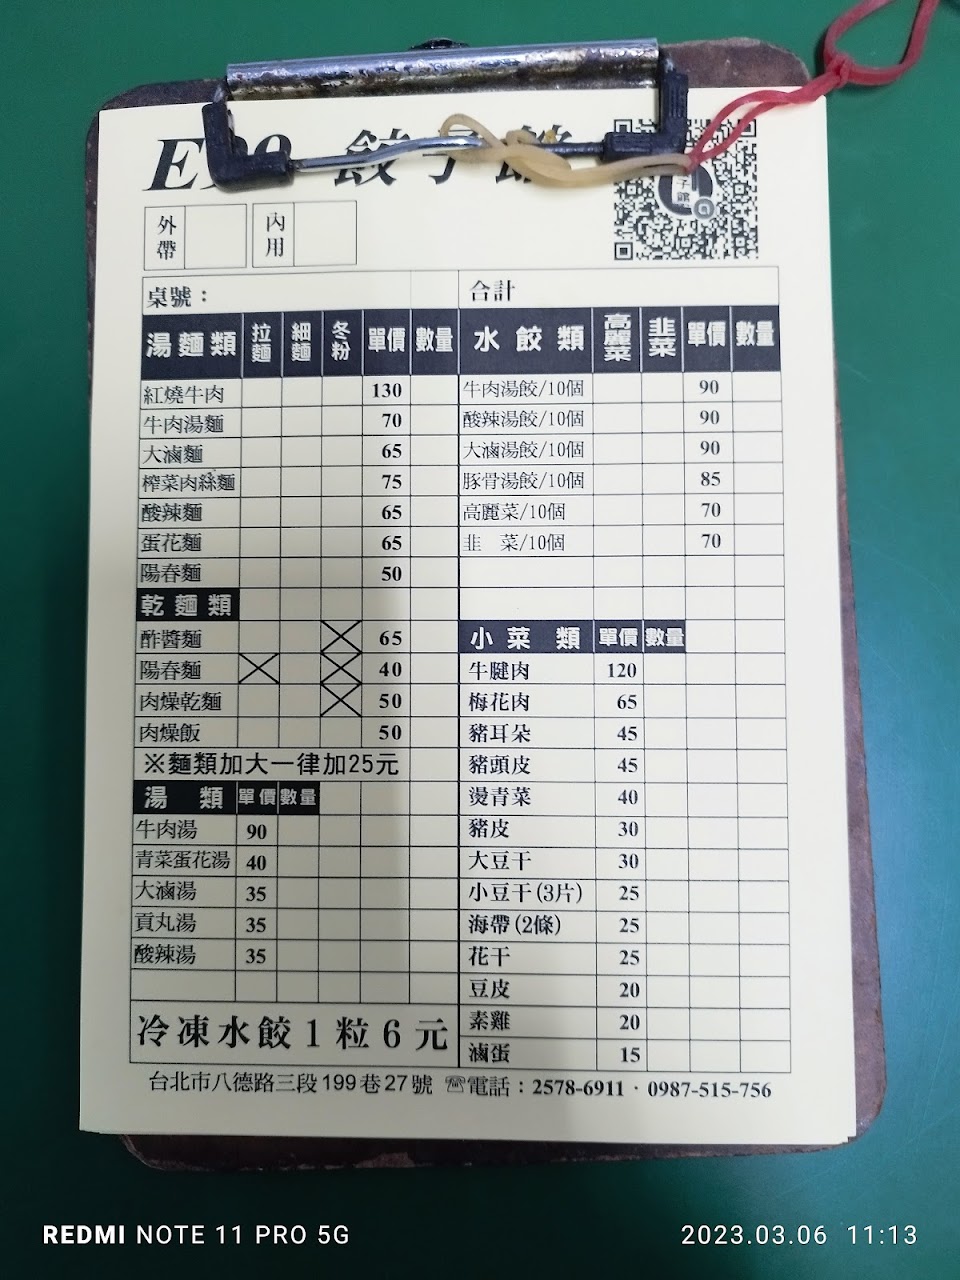 餃子館
子館
外帶
內用
桌號：
合計
湯麵類 拉麵 細麵 冬粉 單價 數量
紅燒牛肉 130
牛肉湯麵 70
大滷麵 65
榨菜肉絲麵 75
酸辣麵 65
蛋花麵 65
陽春麵 50
乾麵類
酢醬麵 65
陽春麵 40
肉燥乾麵 50
肉燥飯 50
※麵類加大一律加25元
湯類 單價 數量
牛肉湯 90
青菜蛋花湯 40
大滷湯 35
貢丸湯 35
酸辣湯 35
冷凍水餃1粒6元
水餃類 高麗菜 韭菜 單價 數量
牛肉湯餃/10個 90
酸辣湯餃/10個 90
大滷湯餃/10個 90
豚骨湯餃/10個 85
高麗菜/10個 70
韭 菜/10個 70
小菜類 單價 數量
牛腱肉 120
梅花肉 65
豬耳朵 45
豬頭皮 45
燙青菜 40
豬皮 30
大豆干 30
小豆干(3片) 25
海帶(2條) 25
花干 25
豆皮 20
素雞 20
滷蛋 15
台北市八德路三段199巷27號 ☎電話：2578-6911．0987-515-756
REDMI NOTE 11 PRO 5G
2023.03.06 11:13